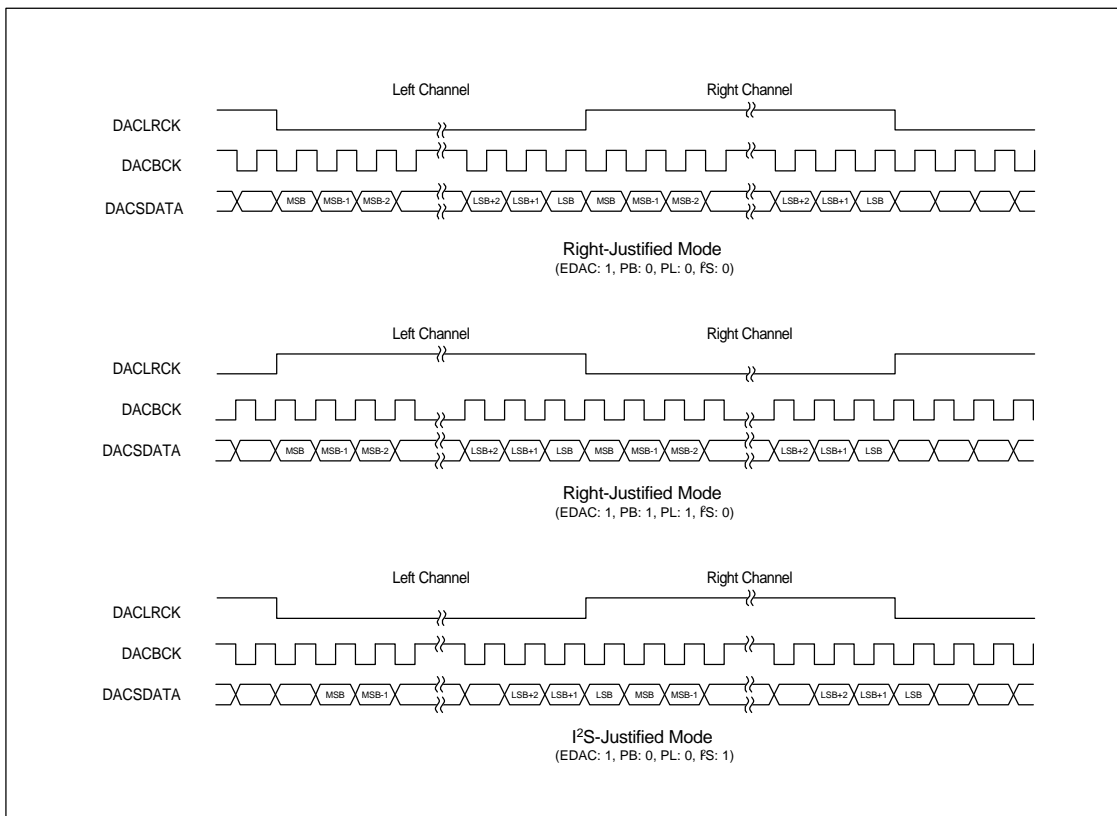 Left Channel Right Channel
DACLRCK
DACBCK
DACSDATA MSB MSB-1 MSB-2 LSB+2 LSB+1 LSB MSB MSB-1 MSB-2 LSB+2 LSB+1 LSB
Right-Justified Mode
(EDAC: 1, PB: 0, PL: 0, I²S: 0)
Left Channel Right Channel
DACLRCK
DACBCK
DACSDATA MSB MSB-1 MSB-2 LSB+2 LSB+1 LSB MSB MSB-1 MSB-2 LSB+2 LSB+1 LSB
Right-Justified Mode
(EDAC: 1, PB: 1, PL: 1, I²S: 0)
Left Channel Right Channel
DACLRCK
DACBCK
DACSDATA MSB MSB-1 LSB+2 LSB+1 LSB MSB MSB-1 LSB+2 LSB+1 LSB
I²S-Justified Mode
(EDAC: 1, PB: 0, PL: 0, I²S: 1)